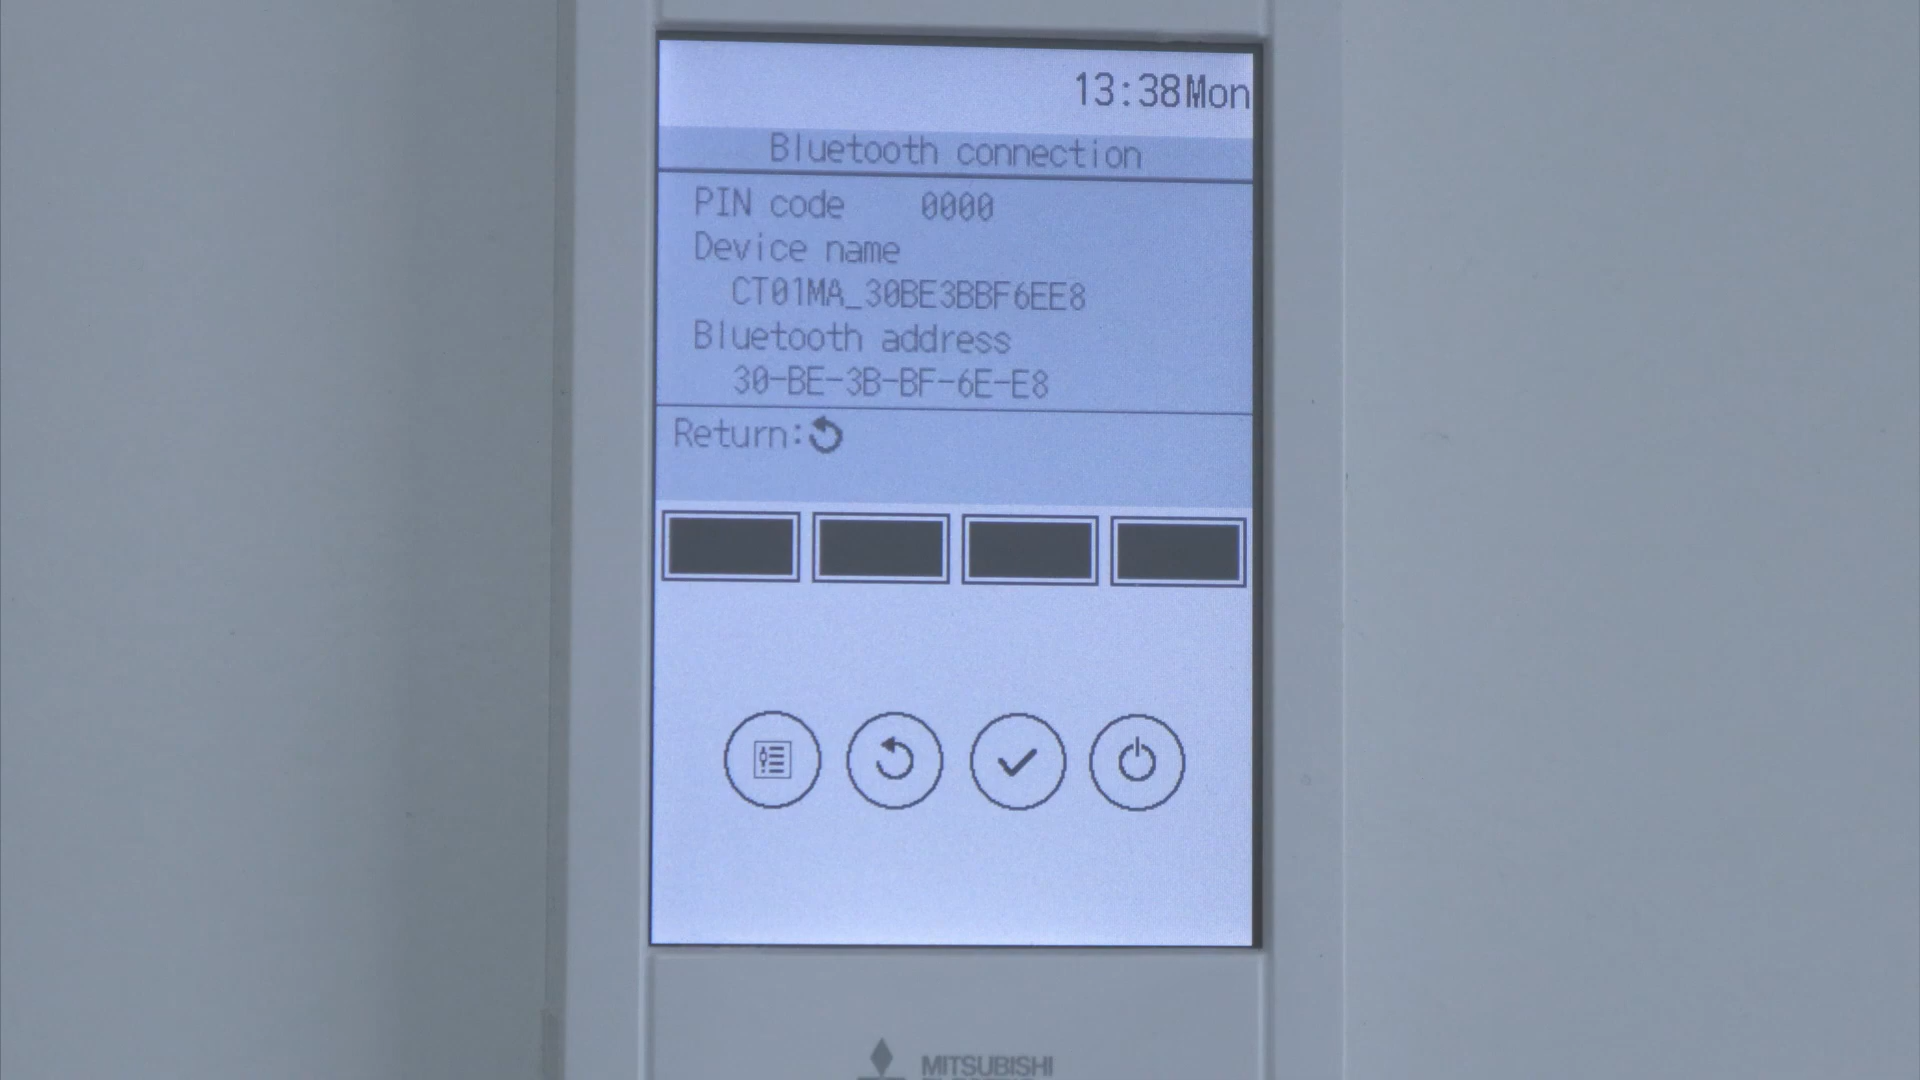 13:38Mon
Bluetooth connection
PIN code 0000
Device name
CT01MA_30BE3BBF6EE8
Bluetooth address
30-BE-3B-BF-6E-E8
Return:
MITSUBISHI